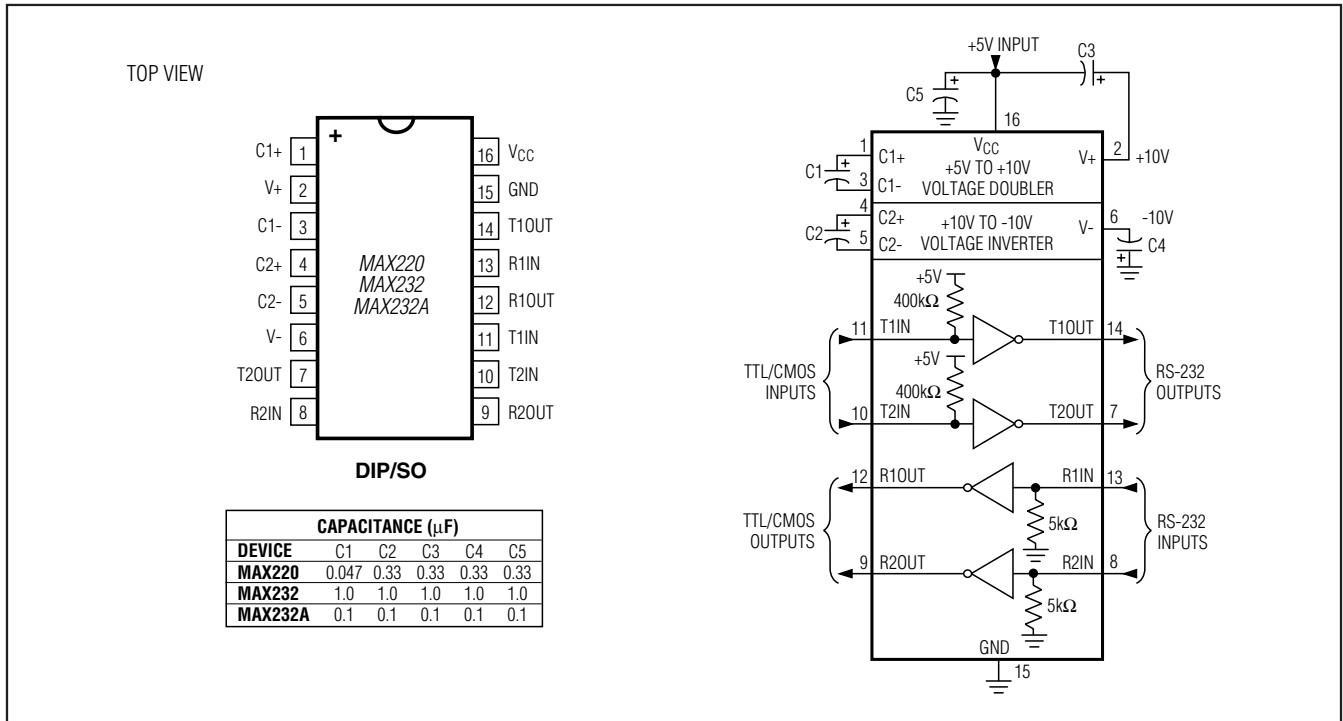 TOP VIEW
+
C1+ 1
V+ 2
C1- 3
C2+ 4
C2- 5
V- 6
T2OUT 7
R2IN 8
16 VCC
15 GND
14 T1OUT
13 R1IN
12 R1OUT
11 T1IN
10 T2IN
9 R2OUT
MAX220
MAX232
MAX232A
DIP/SO
CAPACITANCE (μF)
DEVICE C1 C2 C3 C4 C5
MAX220 0.047 0.33 0.33 0.33 0.33
MAX232 1.0 1.0 1.0 1.0 1.0
MAX232A 0.1 0.1 0.1 0.1 0.1
+5V INPUT
C3
+
C5
+
16
1
C1+
C1
+
3
C1-
VCC
+5V TO +10V
VOLTAGE DOUBLER
V+
2
+10V
4
C2+
C2
+
5
C2-
+10V TO -10V
VOLTAGE INVERTER
V-
6
-10V
C4
+
+5V
400kΩ
11
T1IN
T1OUT
14
+5V
400kΩ
10
T2IN
T2OUT
7
TTL/CMOS
INPUTS
RS-232
OUTPUTS
12
R1OUT
R1IN
13
5kΩ
9
R2OUT
R2IN
8
5kΩ
TTL/CMOS
OUTPUTS
RS-232
INPUTS
GND
15